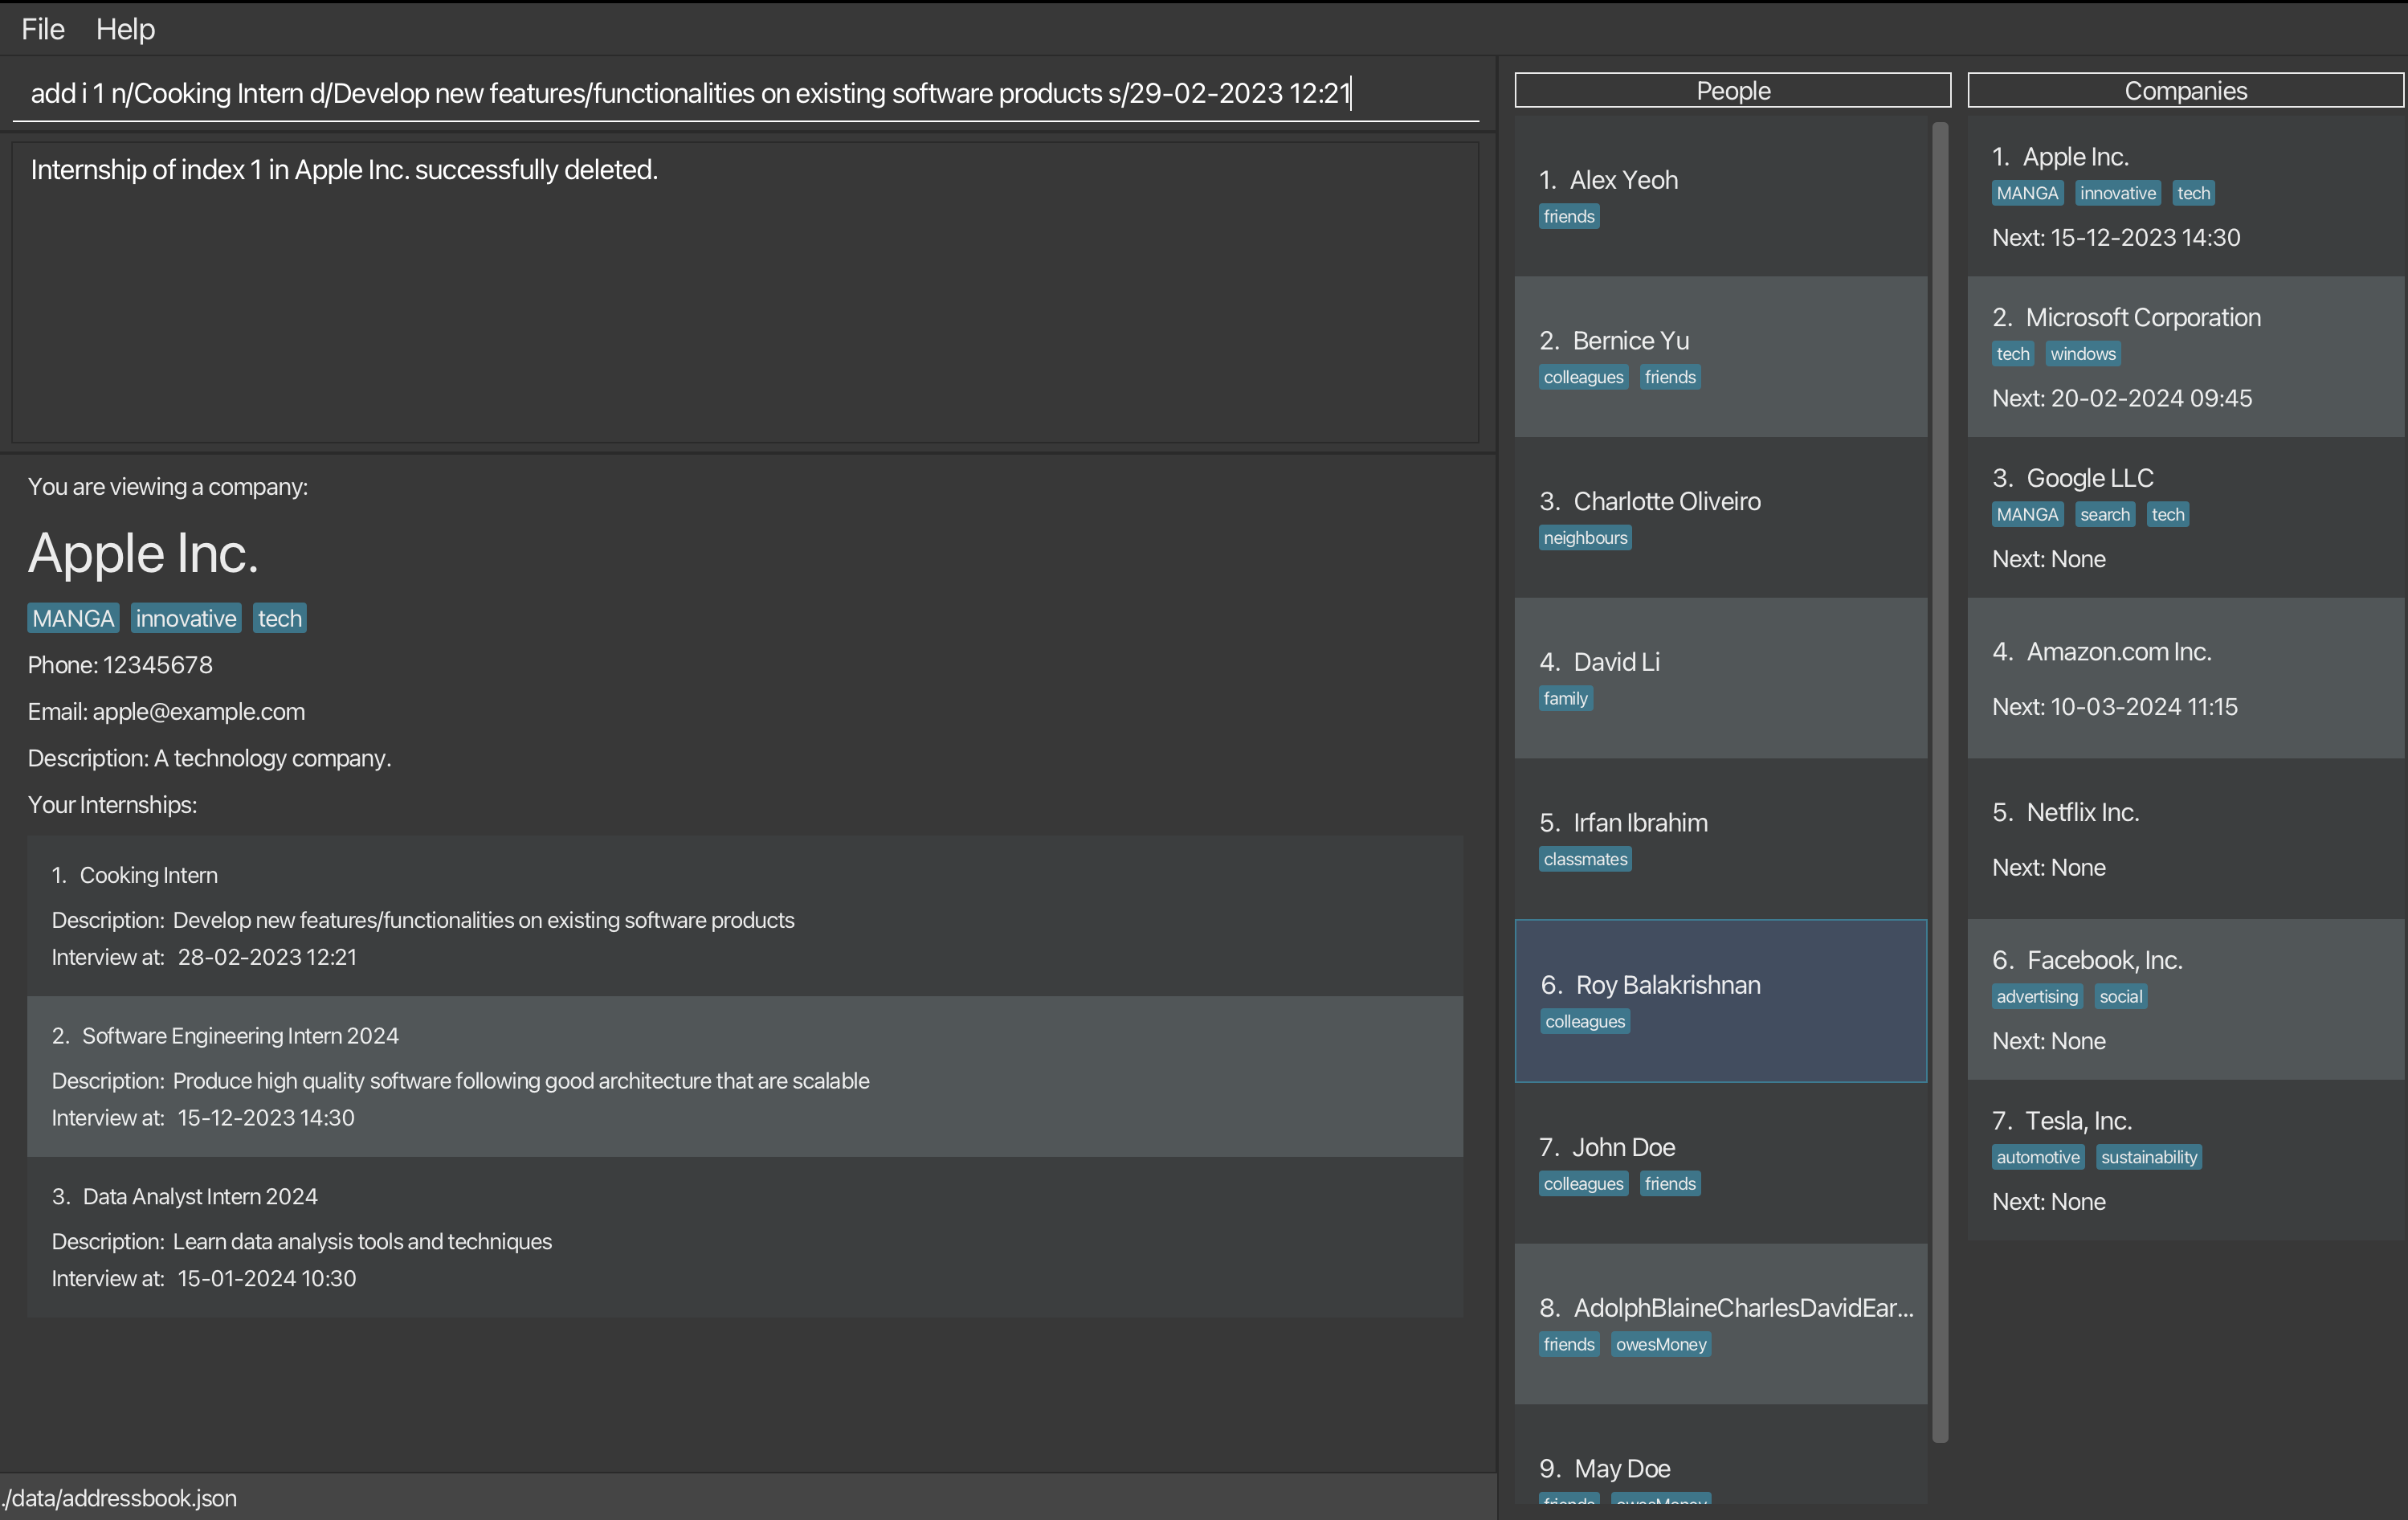 File Help
add i 1 n/Cooking Intern d/Develop new features/functionalities on existing software products s/29-02-2023 12:21
Internship of index 1 in Apple Inc. successfully deleted.
You are viewing a company:
Apple Inc.
MANGA innovative tech
Phone: 12345678
Email: apple@example.com
Description: A technology company.
Your Internships:
1. Cooking Intern
Description: Develop new features/functionalities on existing software products
Interview at: 28-02-2023 12:21
2. Software Engineering Intern 2024
Description: Produce high quality software following good architecture that are scalable
Interview at: 15-12-2023 14:30
3. Data Analyst Intern 2024
Description: Learn data analysis tools and techniques
Interview at: 15-01-2024 10:30
./data/addressbook.json
People
1. Alex Yeoh
friends
2. Bernice Yu
colleagues friends
3. Charlotte Oliveiro
neighbours
4. David Li
family
5. Irfan Ibrahim
classmates
6. Roy Balakrishnan
colleagues
7. John Doe
colleagues friends
8. AdolphBlaineCharlesDavidEar...
friends owesMoney
9. May Doe
friends owesMoney
Companies
1. Apple Inc.
MANGA innovative tech
Next: 15-12-2023 14:30
2. Microsoft Corporation
tech windows
Next: 20-02-2024 09:45
3. Google LLC
MANGA search tech
Next: None
4. Amazon.com Inc.
Next: 10-03-2024 11:15
5. Netflix Inc.
Next: None
6. Facebook, Inc.
advertising social
Next: None
7. Tesla, Inc.
automotive sustainability
Next: None